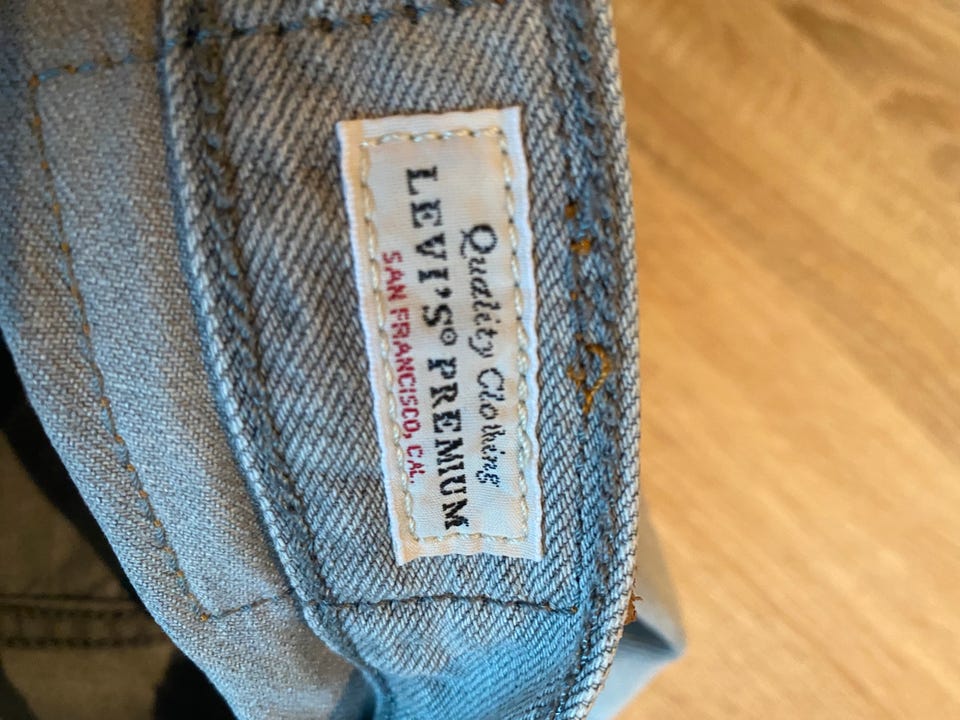 Quality Clothing
LEVI'S® PREMIUM
SAN FRANCISCO, CAL.